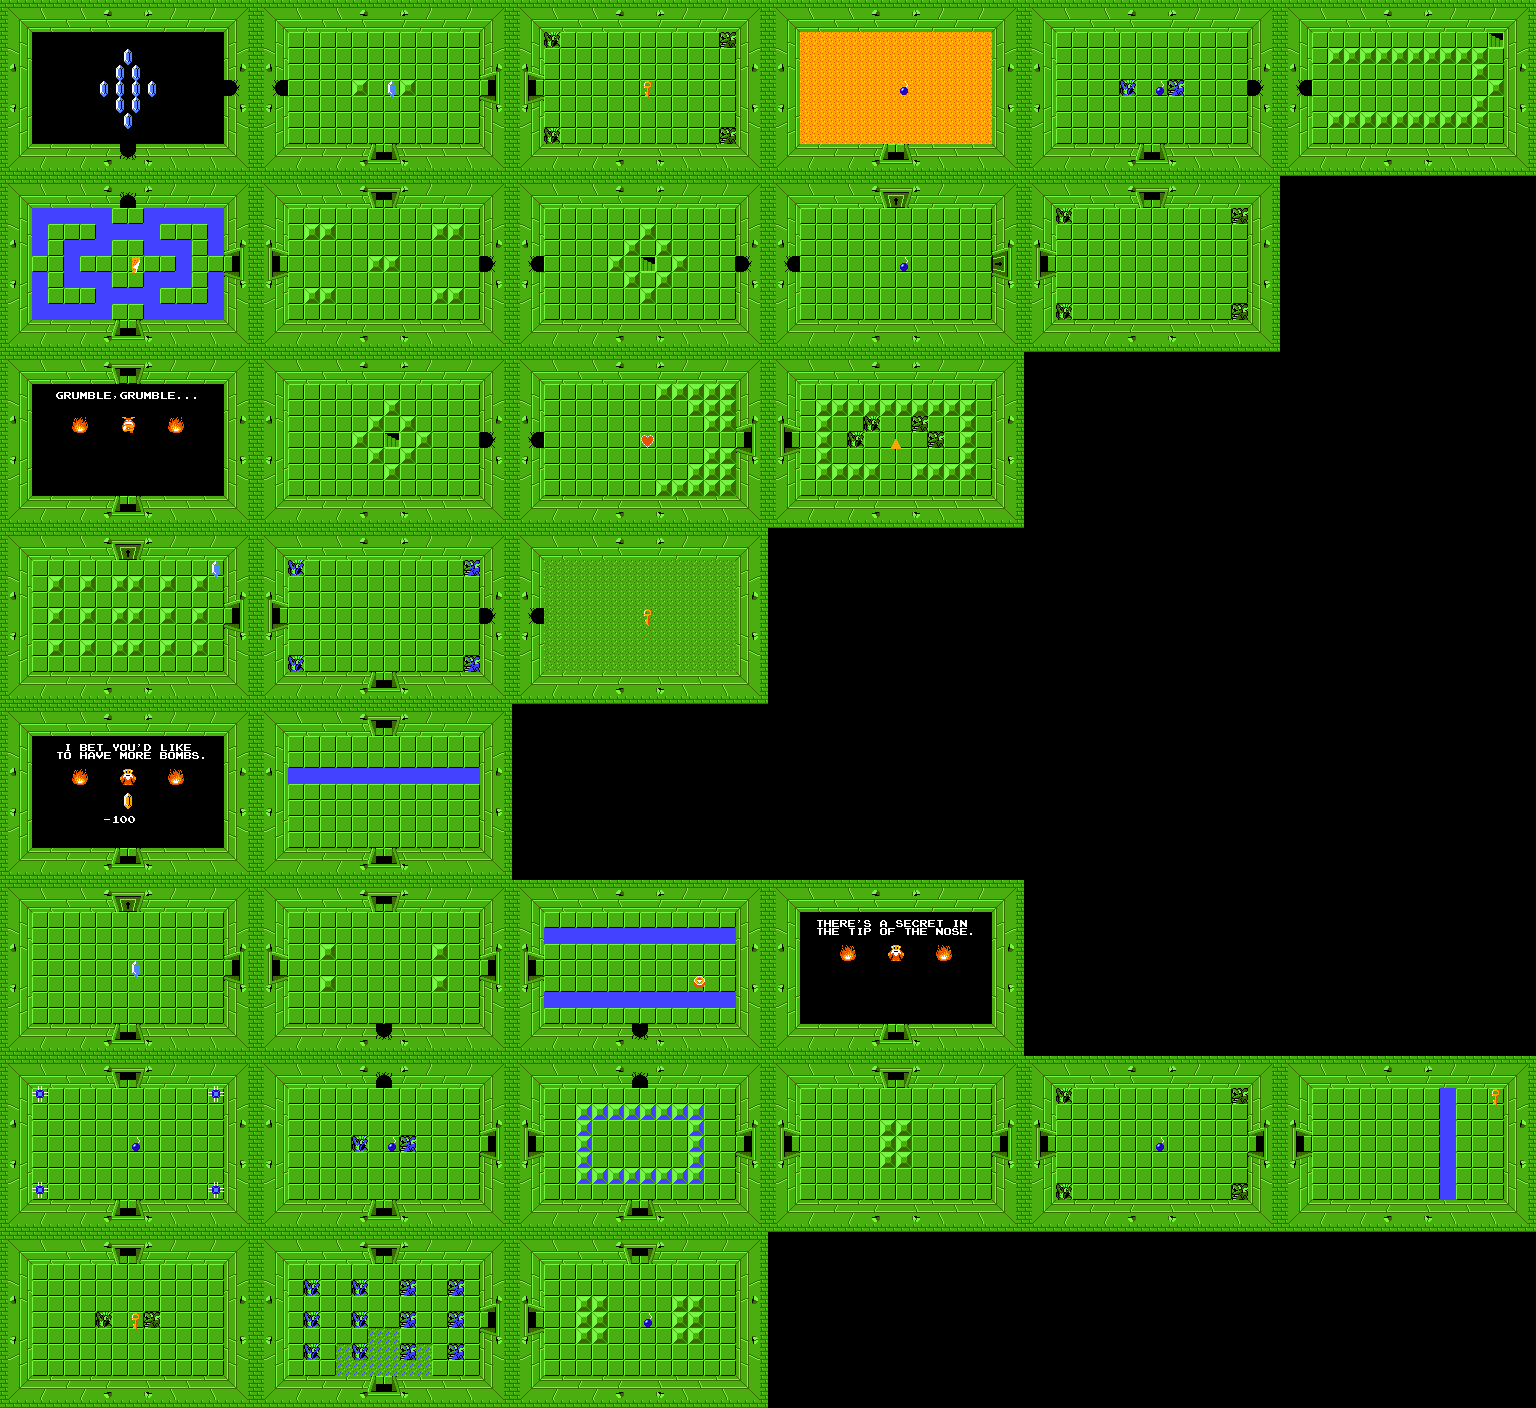 GRUMBLE,GRUMBLE...
I BET YOU'D LIKE
TO HAVE MORE BOMBS.
-100
THERE'S A SECRET IN
THE TIP OF THE NOSE.